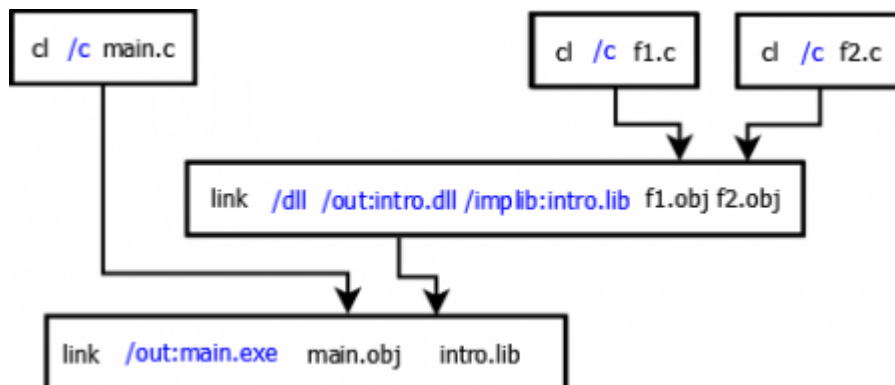 cl /c main.c
cl /c f1.c
cl /c f2.c
link /dll /out:intro.dll /implib:intro.lib f1.obj f2.obj
link /out:main.exe main.obj intro.lib